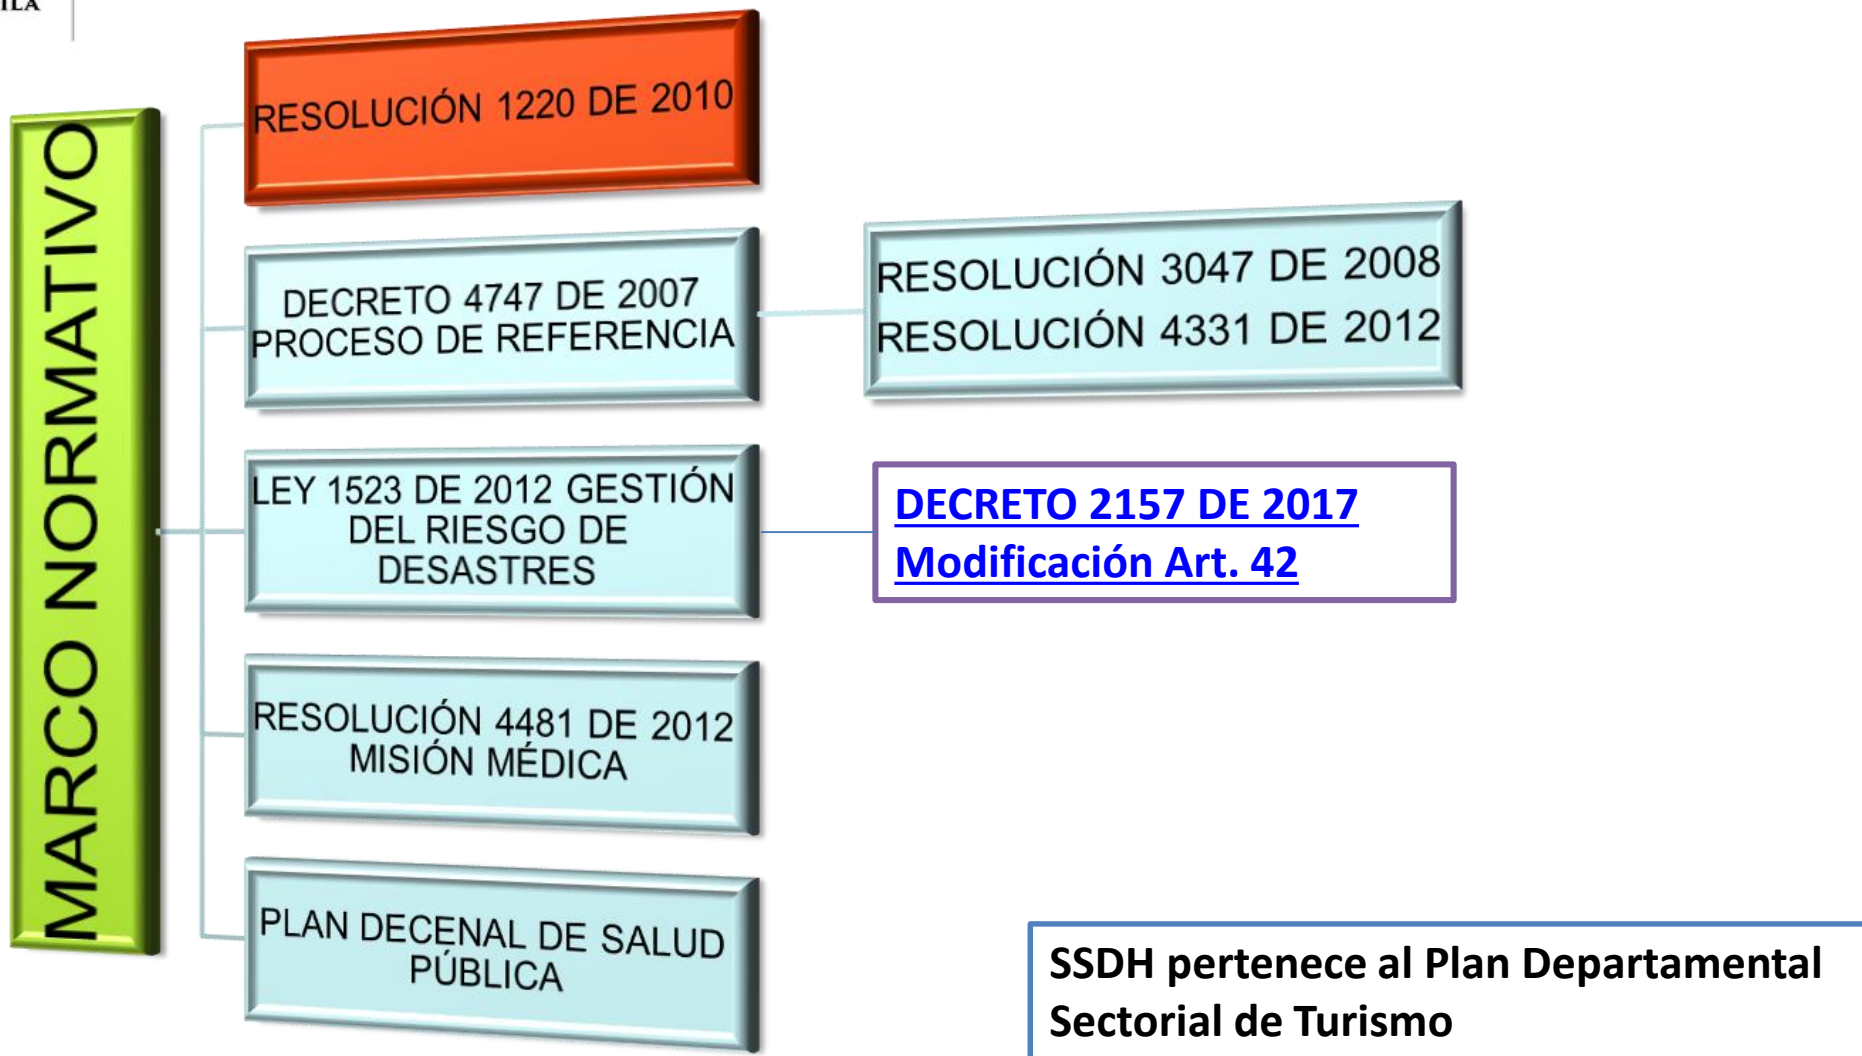 MARCO NORMATIVO
RESOLUCIÓN 1220 DE 2010
DECRETO 4747 DE 2007
PROCESO DE REFERENCIA
RESOLUCIÓN 3047 DE 2008
RESOLUCIÓN 4331 DE 2012
LEY 1523 DE 2012 GESTIÓN
DEL RIESGO DE
DESASTRES
DECRETO 2157 DE 2017
Modificación Art. 42
RESOLUCIÓN 4481 DE 2012
MISIÓN MÉDICA
PLAN DECENAL DE SALUD
PÚBLICA
SSDH pertenece al Plan Departamental
Sectorial de Turismo